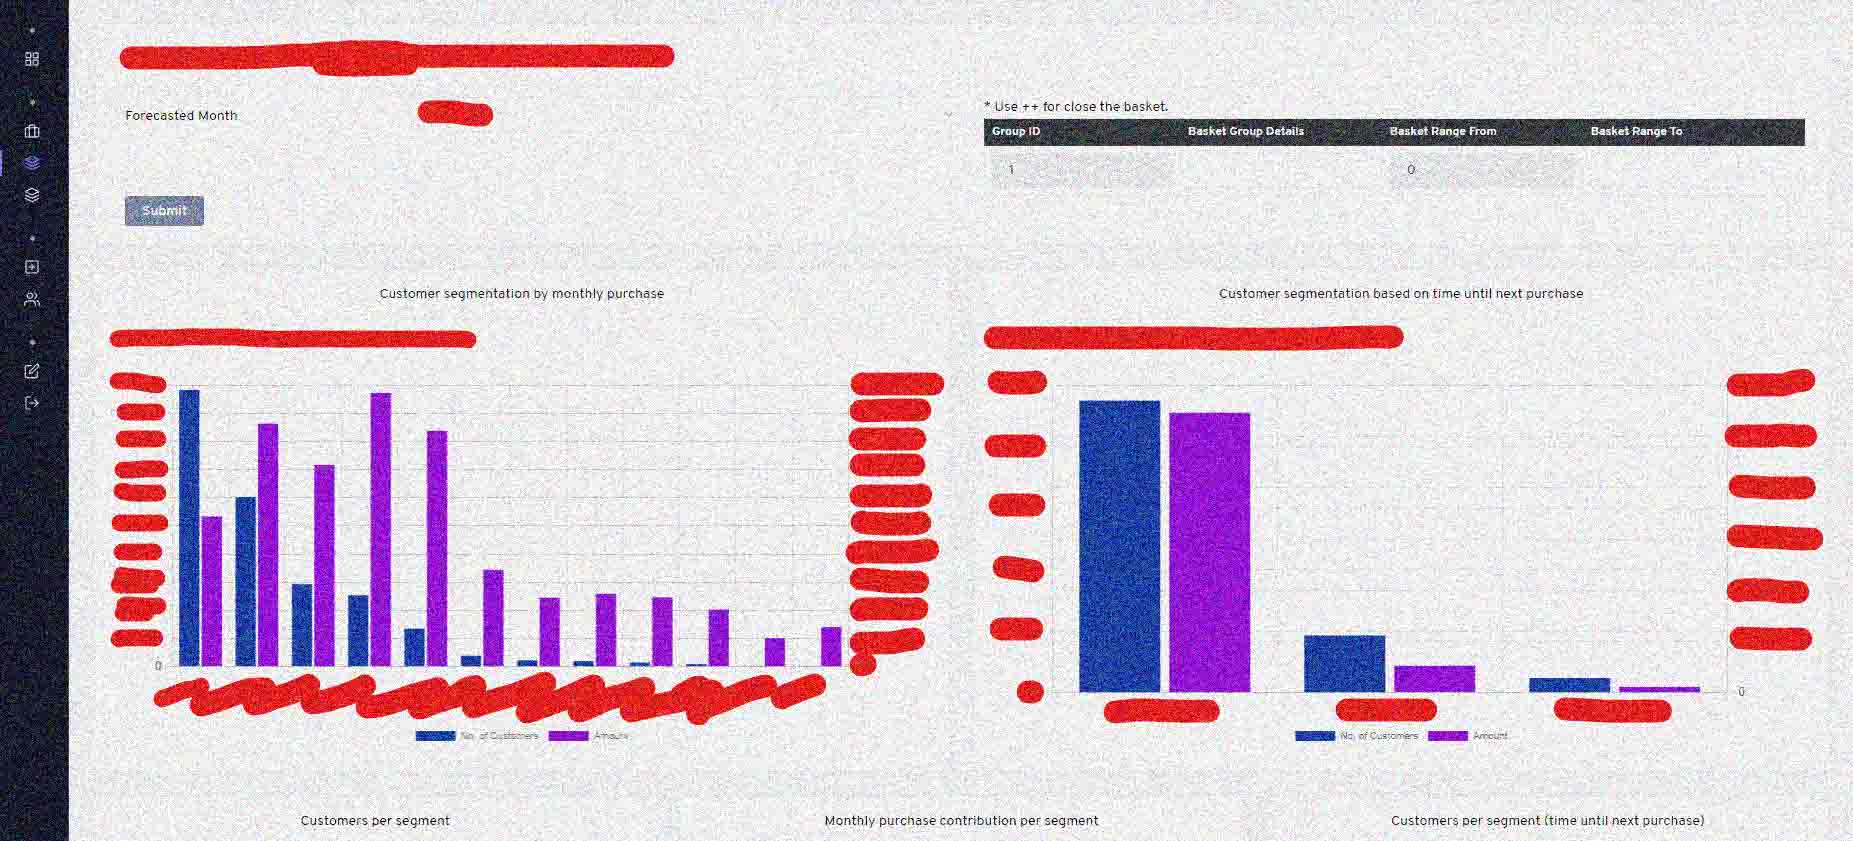 Forecasted Month
Submit
* Use ++ for close the basket.
Group ID Basket Group Details Basket Range From Basket Range To
1 0
Customer segmentation by monthly purchase
0
No. of Customers Amount
Customer segmentation based on time until next purchase
0
No. of Customers Amount
Customers per segment
Monthly purchase contribution per segment
Customers per segment (time until next purchase)